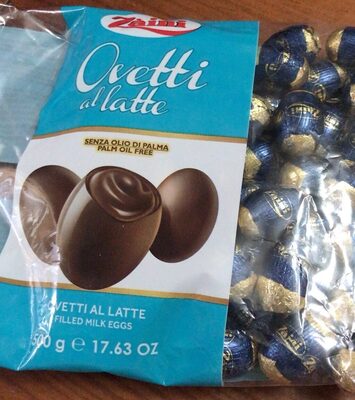 Zaini
Ovetti
al latte
SENZA OLIO DI PALMA
PALM OIL FREE
OVETTI AL LATTE
FILLED MILK EGGS
500 g ℮ 17.63 OZ